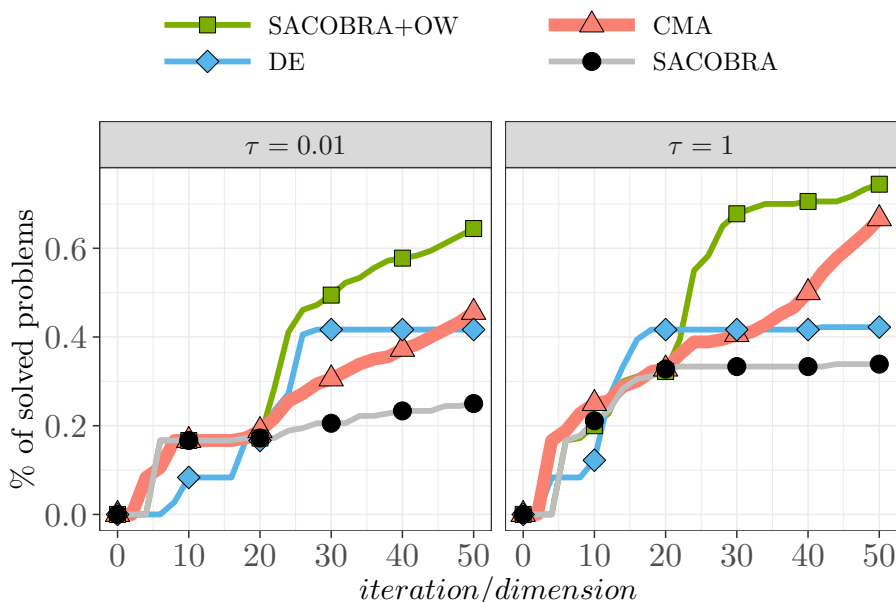 SACOBRA+OW CMA
DE SACOBRA
τ = 0.01 τ = 1
% of solved problems
0.6
0.4
0.2
0.0
0 10 20 30 40 50 0 10 20 30 40 50
iteration/dimension